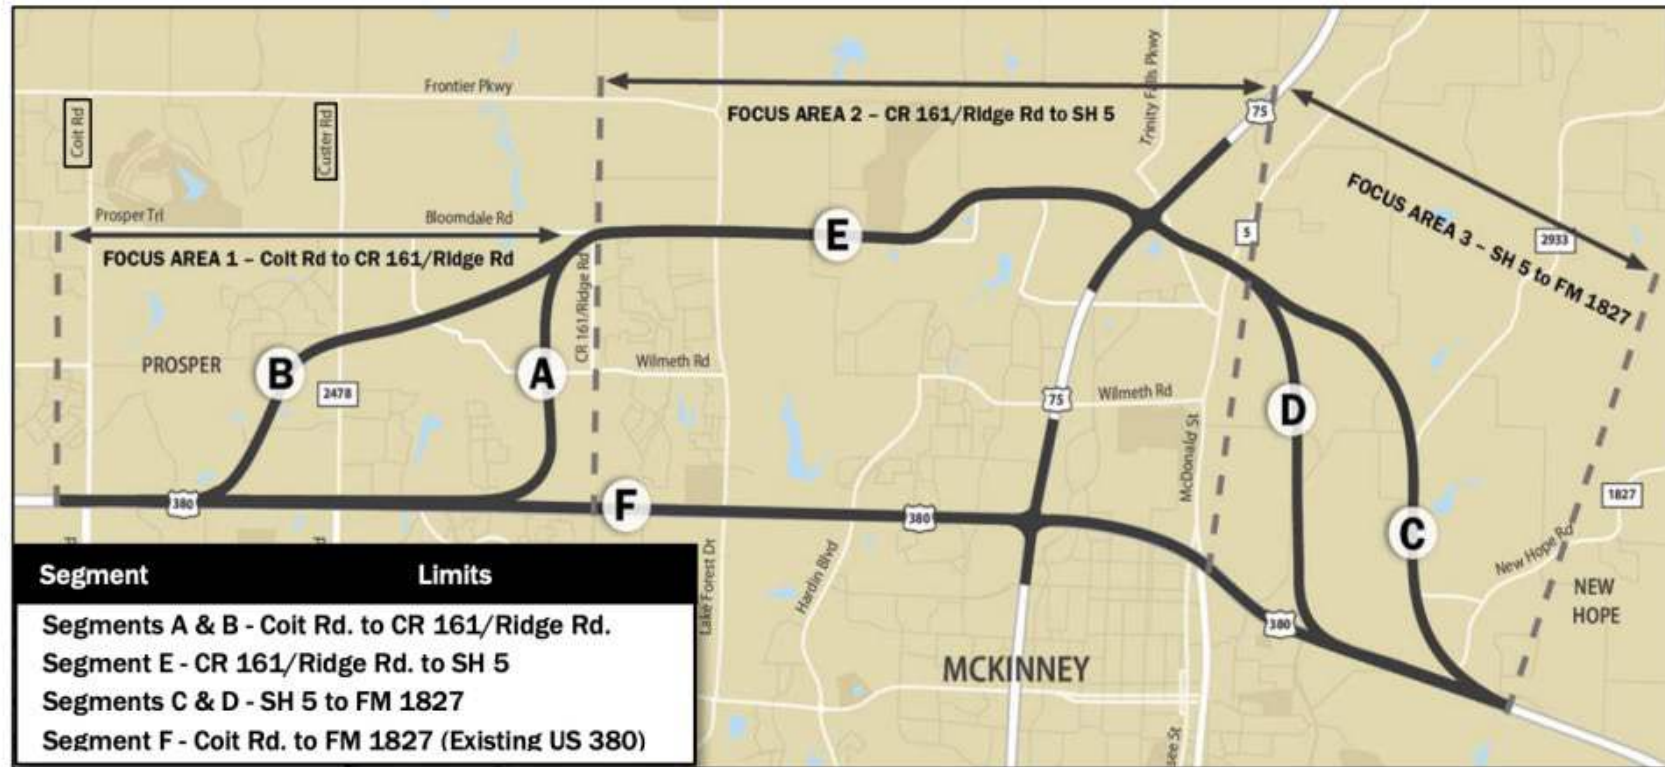 Frontier Pkwy
Coit Rd
Custer Rd
Trinity Falls Pkwy
75
FOCUS AREA 2 – CR 161/Ridge Rd to SH 5
FOCUS AREA 3 – SH 5 to FM 1827
Prosper Trl
Bloomdale Rd
5
2933
E
FOCUS AREA 1 – Coit Rd to CR 161/Ridge Rd
CR 161/Ridge Rd
PROSPER
B
2478
A
Wilmeth Rd
75
Wilmeth Rd
D
McDonald St
380
F
380
C
1827
New Hope Rd
NEW
HOPE
Lake Forest Dr
Hardin Blvd
380
MCKINNEY
Segment Limits
Segments A & B - Coit Rd. to CR 161/Ridge Rd.
Segment E - CR 161/Ridge Rd. to SH 5
Segments C & D - SH 5 to FM 1827
Segment F - Coit Rd. to FM 1827 (Existing US 380)